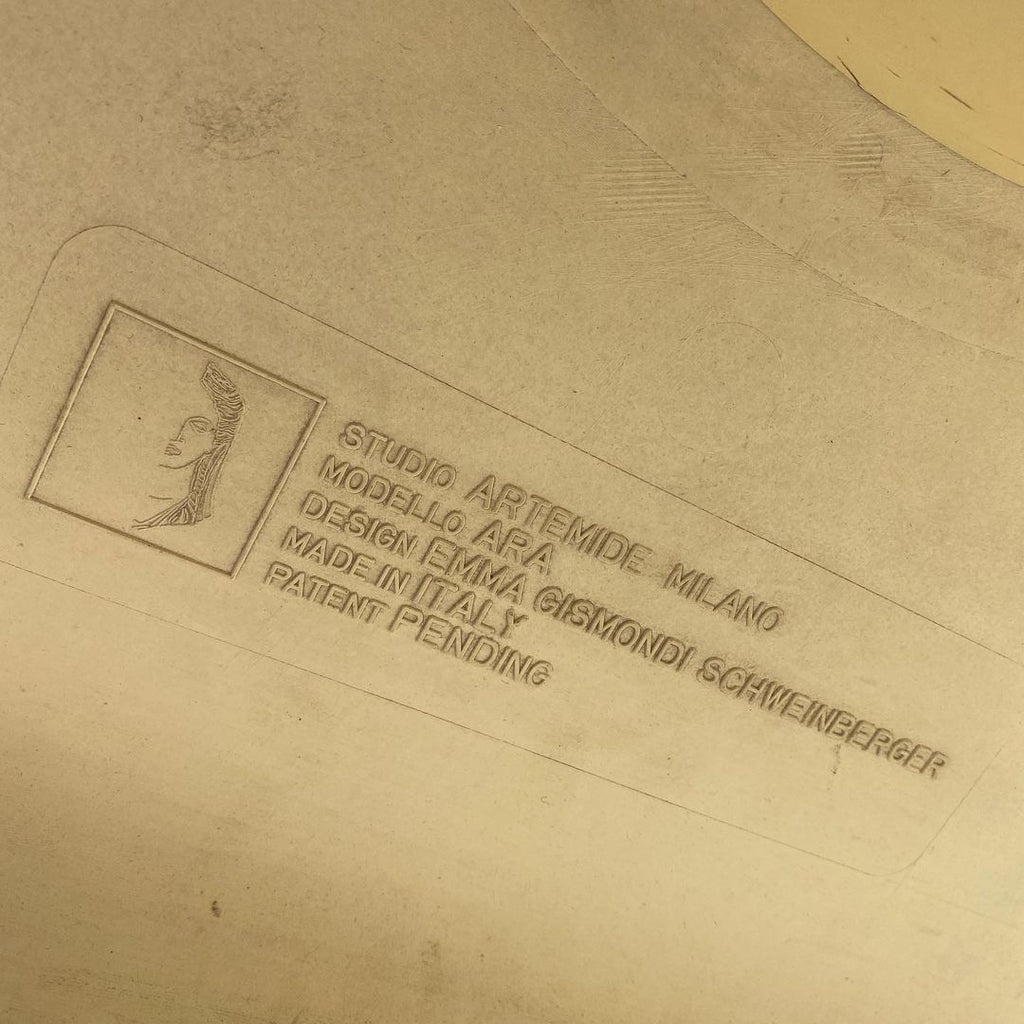 STUDIO ARTEMIDE MILANO
MODELLO ARA
DESIGN EMMA GISMONDI SCHWEINBERGER
MADE IN ITALY
PATENT PENDING